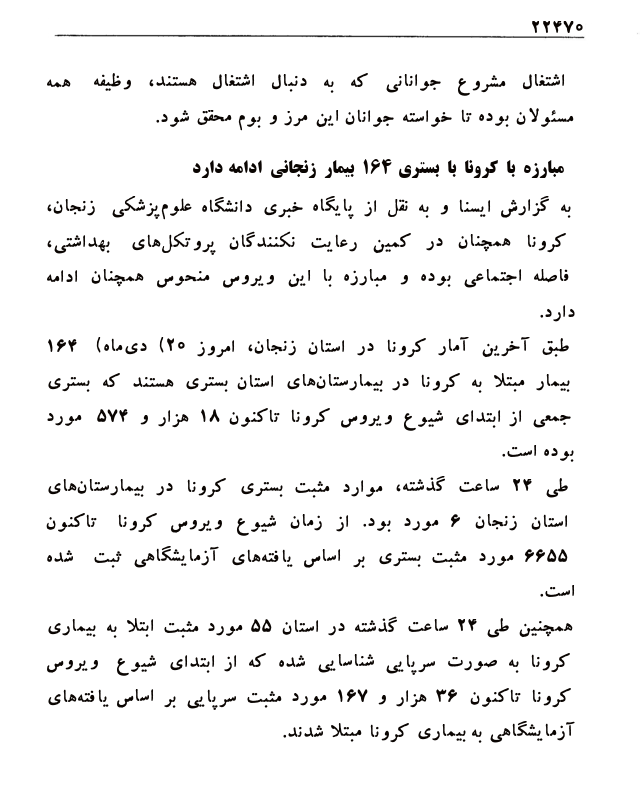 ۲۲۴۷۰
اشتغال مشروع جوانانی که به دنبال اشتغال هستند، وظیفه همه
مسئولان بوده تا خواسته جوانان این مرز و بوم محقق شود.
مبارزه با کرونا با بستری ۱۶۴ بیمار زنجانی ادامه دارد
به گزارش ایسنا و به نقل از پایگاه خبری دانشگاه علوم‌پزشکی زنجان،
کرونا همچنان در کمین رعایت نکنندگان پروتکل‌های بهداشتی،
فاصله اجتماعی بوده و مبارزه با این ویروس منحوس همچنان ادامه
دارد.
طبق آخرین آمار کرونا در استان زنجان، امروز ۲۰) دی‌ماه) ۱۶۴
بیمار مبتلا به کرونا در بیمارستان‌های استان بستری هستند که بستری
جمعی از ابتدای شیوع ویروس کرونا تاکنون ۱۸ هزار و ۵۷۴ مورد
بوده است.
طی ۲۴ ساعت گذشته، موارد مثبت بستری کرونا در بیمارستان‌های
استان زنجان ۶ مورد بود. از زمان شیوع ویروس کرونا تاکنون
۶۶۵۵ مورد مثبت بستری بر اساس یافته‌های آزمایشگاهی ثبت شده
است.
همچنین طی ۲۴ ساعت گذشته در استان ۵۵ مورد مثبت ابتلا به بیماری
کرونا به صورت سرپایی شناسایی شده که از ابتدای شیوع ویروس
کرونا تاکنون ۳۶ هزار و ۱۶۷ مورد مثبت سرپایی بر اساس یافته‌های
آزمایشگاهی به بیماری کرونا مبتلا شدند.